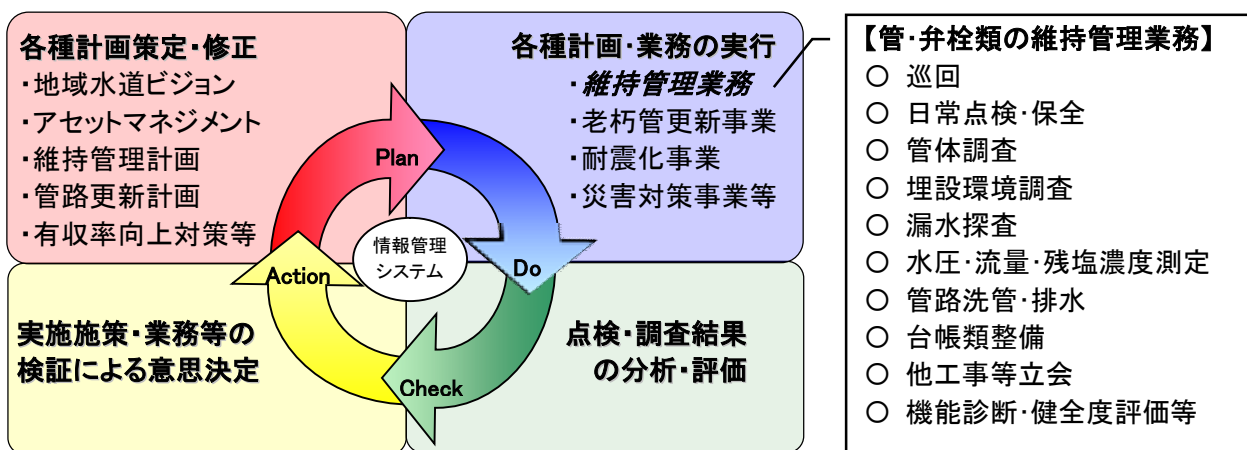 各種計画策定・修正
・地域水道ビジョン
・アセットマネジメント
・維持管理計画
・管路更新計画
・有収率向上対策等
各種計画・業務の実行
・維持管理業務
・老朽管更新事業
・耐震化事業
・災害対策事業等
Plan
Do
Check
Action
情報管理
システム
実施施策・業務等の
検証による意思決定
点検・調査結果
の分析・評価
【管・弁栓類の維持管理業務】
○ 巡回
○ 日常点検・保全
○ 管体調査
○ 埋設環境調査
○ 漏水探査
○ 水圧・流量・残塩濃度測定
○ 管路洗管・排水
○ 台帳類整備
○ 他工事等立会
○ 機能診断・健全度評価等